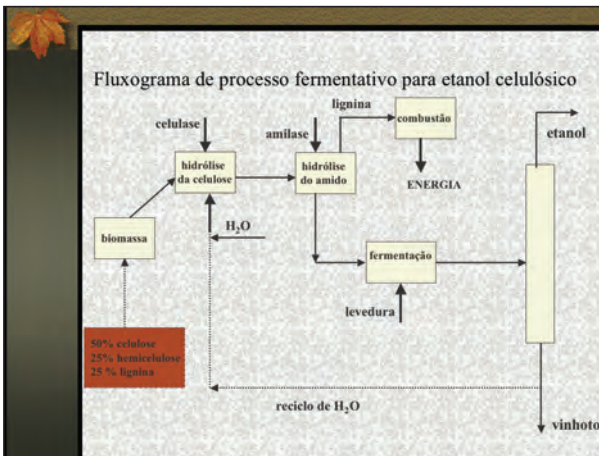 Fluxograma de processo fermentativo para etanol celulósico
lignina
combustão
etanol
celulase
amilase
hidrólise
da celulose
hidrólise
do amido
ENERGIA
biomassa
H₂O
fermentação
levedura
50% celulose
25% hemicelulose
25 % lignina
reciclo de H₂O
vinhoto